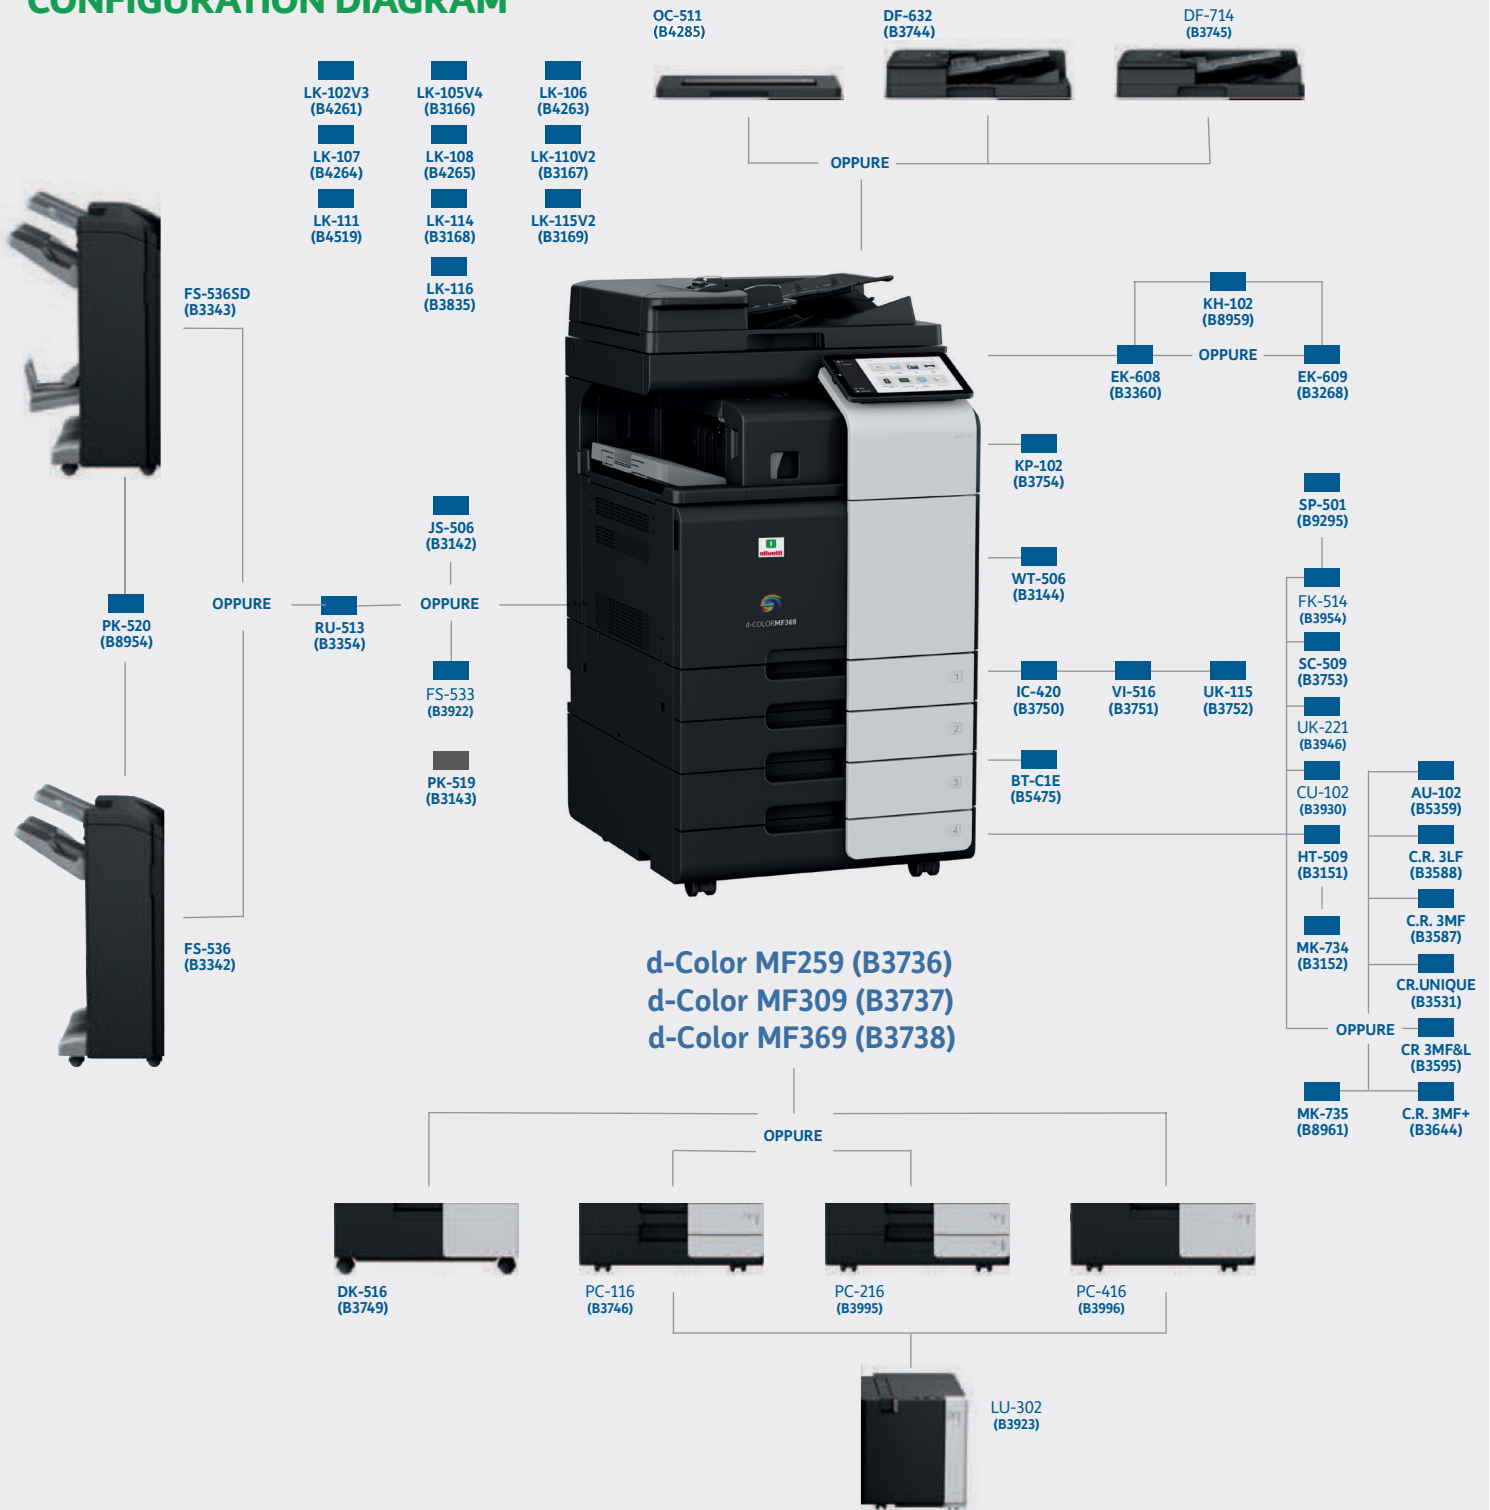 CONFIGURATION DIAGRAM
OC-511
(B4285)
DF-632
(B3744)
DF-714
(B3745)
OPPURE
LK-102V3
(B4261)
LK-105V4
(B3166)
LK-106
(B4263)
LK-107
(B4264)
LK-108
(B4265)
LK-110V2
(B3167)
LK-111
(B4519)
LK-114
(B3168)
LK-115V2
(B3169)
LK-116
(B3835)
FS-536SD
(B3343)
KH-102
(B8959)
EK-608
(B3360)
OPPURE
EK-609
(B3268)
KP-102
(B3754)
SP-501
(B9295)
JS-506
(B3142)
WT-506
(B3144)
FK-514
(B3954)
PK-520
(B8954)
OPPURE
RU-513
(B3354)
OPPURE
olivetti
d-COLORMF369
SC-509
(B3753)
FS-533
(B3922)
1
2
3
4
IC-420
(B3750)
VI-516
(B3751)
UK-115
(B3752)
UK-221
(B3946)
PK-519
(B3143)
BT-C1E
(B5475)
CU-102
(B3930)
AU-102
(B5359)
HT-509
(B3151)
C.R. 3LF
(B3588)
C.R. 3MF
(B3587)
MK-734
(B3152)
CR.UNIQUE
(B3531)
FS-536
(B3342)
OPPURE
CR 3MF&L
(B3595)
MK-735
(B8961)
C.R. 3MF+
(B3644)
d-Color MF259 (B3736)
d-Color MF309 (B3737)
d-Color MF369 (B3738)
OPPURE
DK-516
(B3749)
PC-116
(B3746)
PC-216
(B3995)
PC-416
(B3996)
LU-302
(B3923)